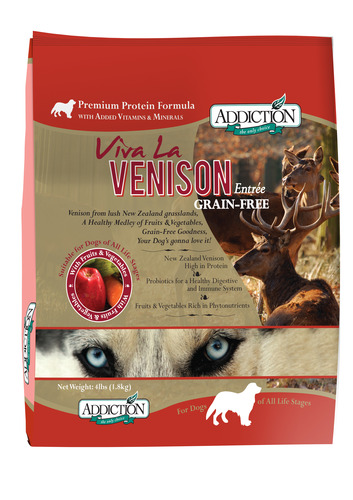 Premium Protein Formula
WITH ADDED VITAMINS & MINERALS
ADDICTION
the only choice
Viva La
VENISON Entrée
GRAIN-FREE
Venison from lush New Zealand grasslands,
A Healthy Medley of Fruits & Vegetables,
Grain-Free Goodness,
Your Dog's gonna love it!
Suitable for Dogs of All Life Stages
With Fruits & Vegetables
With Fruits & Vegetables
New Zealand Venison
High in Protein
Probiotics for a Healthy Digestive
and Immune System
Fruits & Vegetables Rich in Phytonutrients
Net Weight: 4lbs (1.8kg)
ADDICTION
the only choice
For Dogs of All Life Stages
ADDICTION